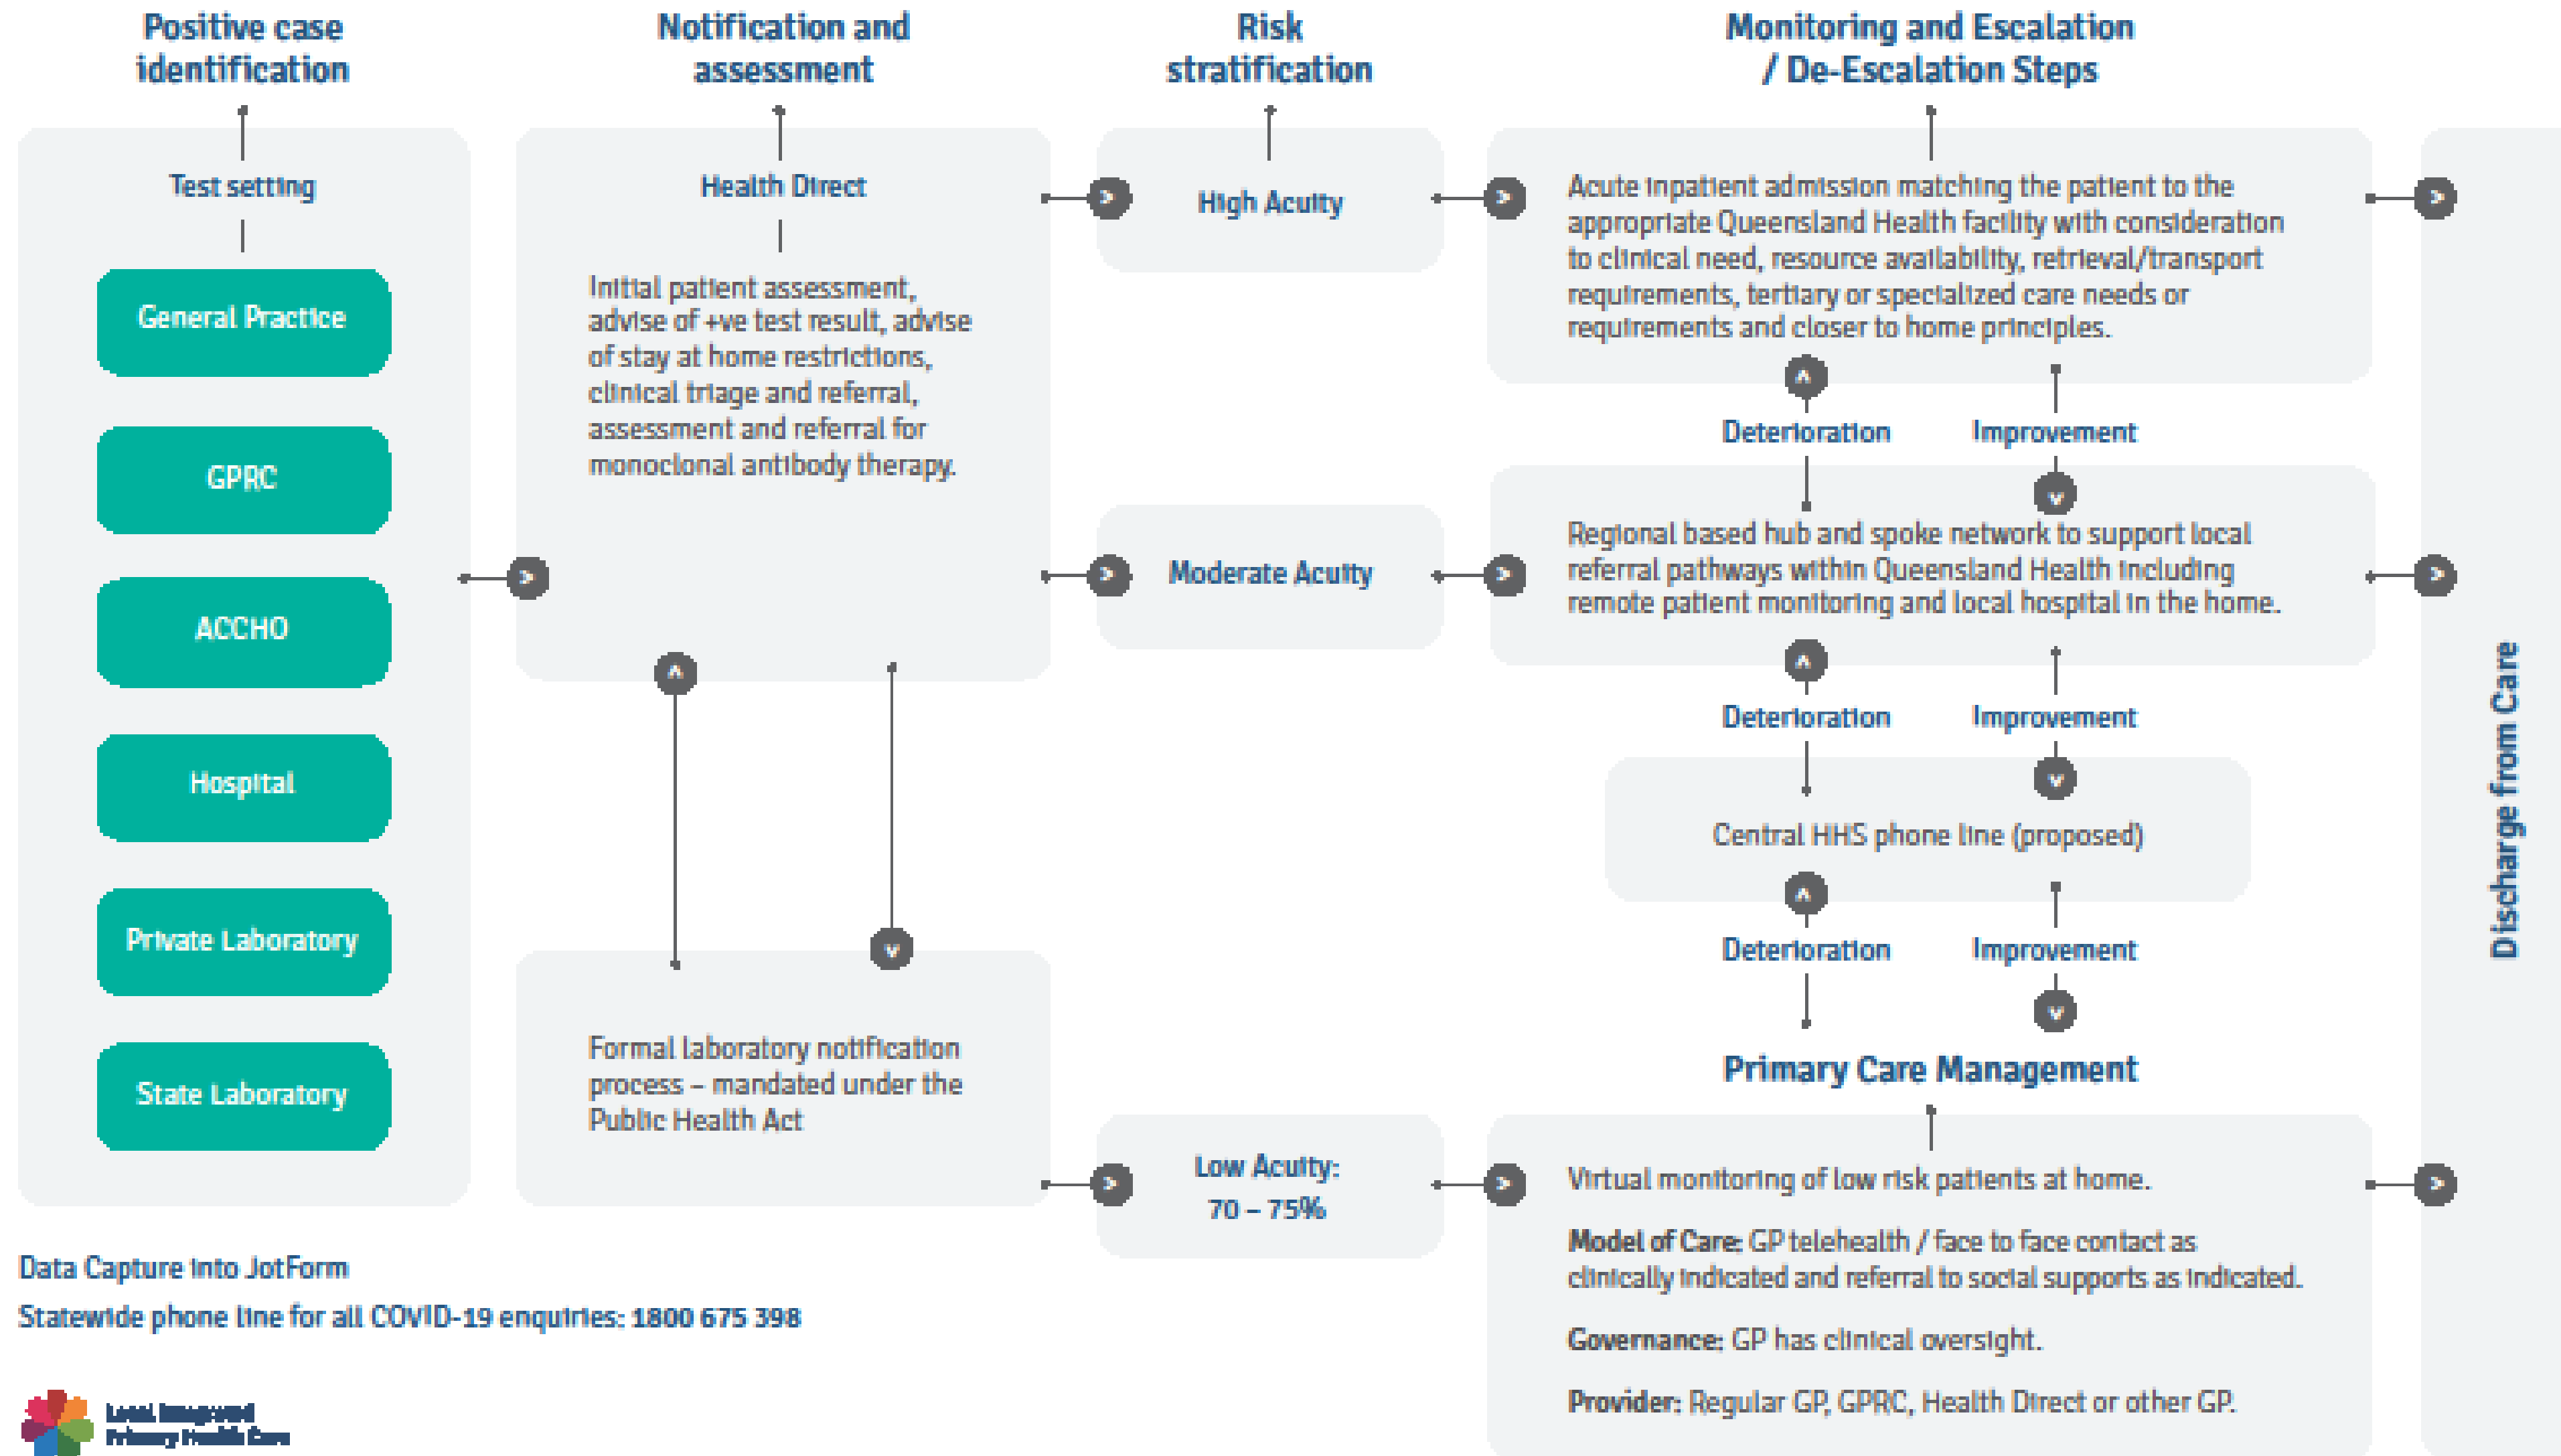 Positive case
identification
Test setting
General Practice
GPRC
ACCHO
Hospital
Private Laboratory
State Laboratory
Notification and
assessment
Health Direct
Initial patient assessment,
advise of +ve test result, advise
of stay at home restrictions,
clinical triage and referral,
assessment and referral for
monoclonal antibody therapy.
Formal laboratory notification
process – mandated under the
Public Health Act
Risk
stratification
High Acuity
Moderate Acuity
Low Acuity:
70 – 75%
Monitoring and Escalation
/ De-Escalation Steps
Acute inpatient admission matching the patient to the
appropriate Queensland Health facility with consideration
to clinical need, resource availability, retrieval/transport
requirements, tertiary or specialized care needs or
requirements and closer to home principles.
Deterioration
Improvement
Regional based hub and spoke network to support local
referral pathways within Queensland Health including
remote patient monitoring and local hospital in the home.
Deterioration
Improvement
Central HHS phone line (proposed)
Deterioration
Improvement
Primary Care Management
Virtual monitoring of low risk patients at home.
Model of Care: GP telehealth / face to face contact as
clinically indicated and referral to social supports as indicated.
Governance: GP has clinical oversight.
Provider: Regular GP, GPRC, Health Direct or other GP.
Discharge from Care
Data Capture into JotForm
Statewide phone line for all COVID-19 enquiries: 1800 675 398
Local Integrated
Primary Health Care